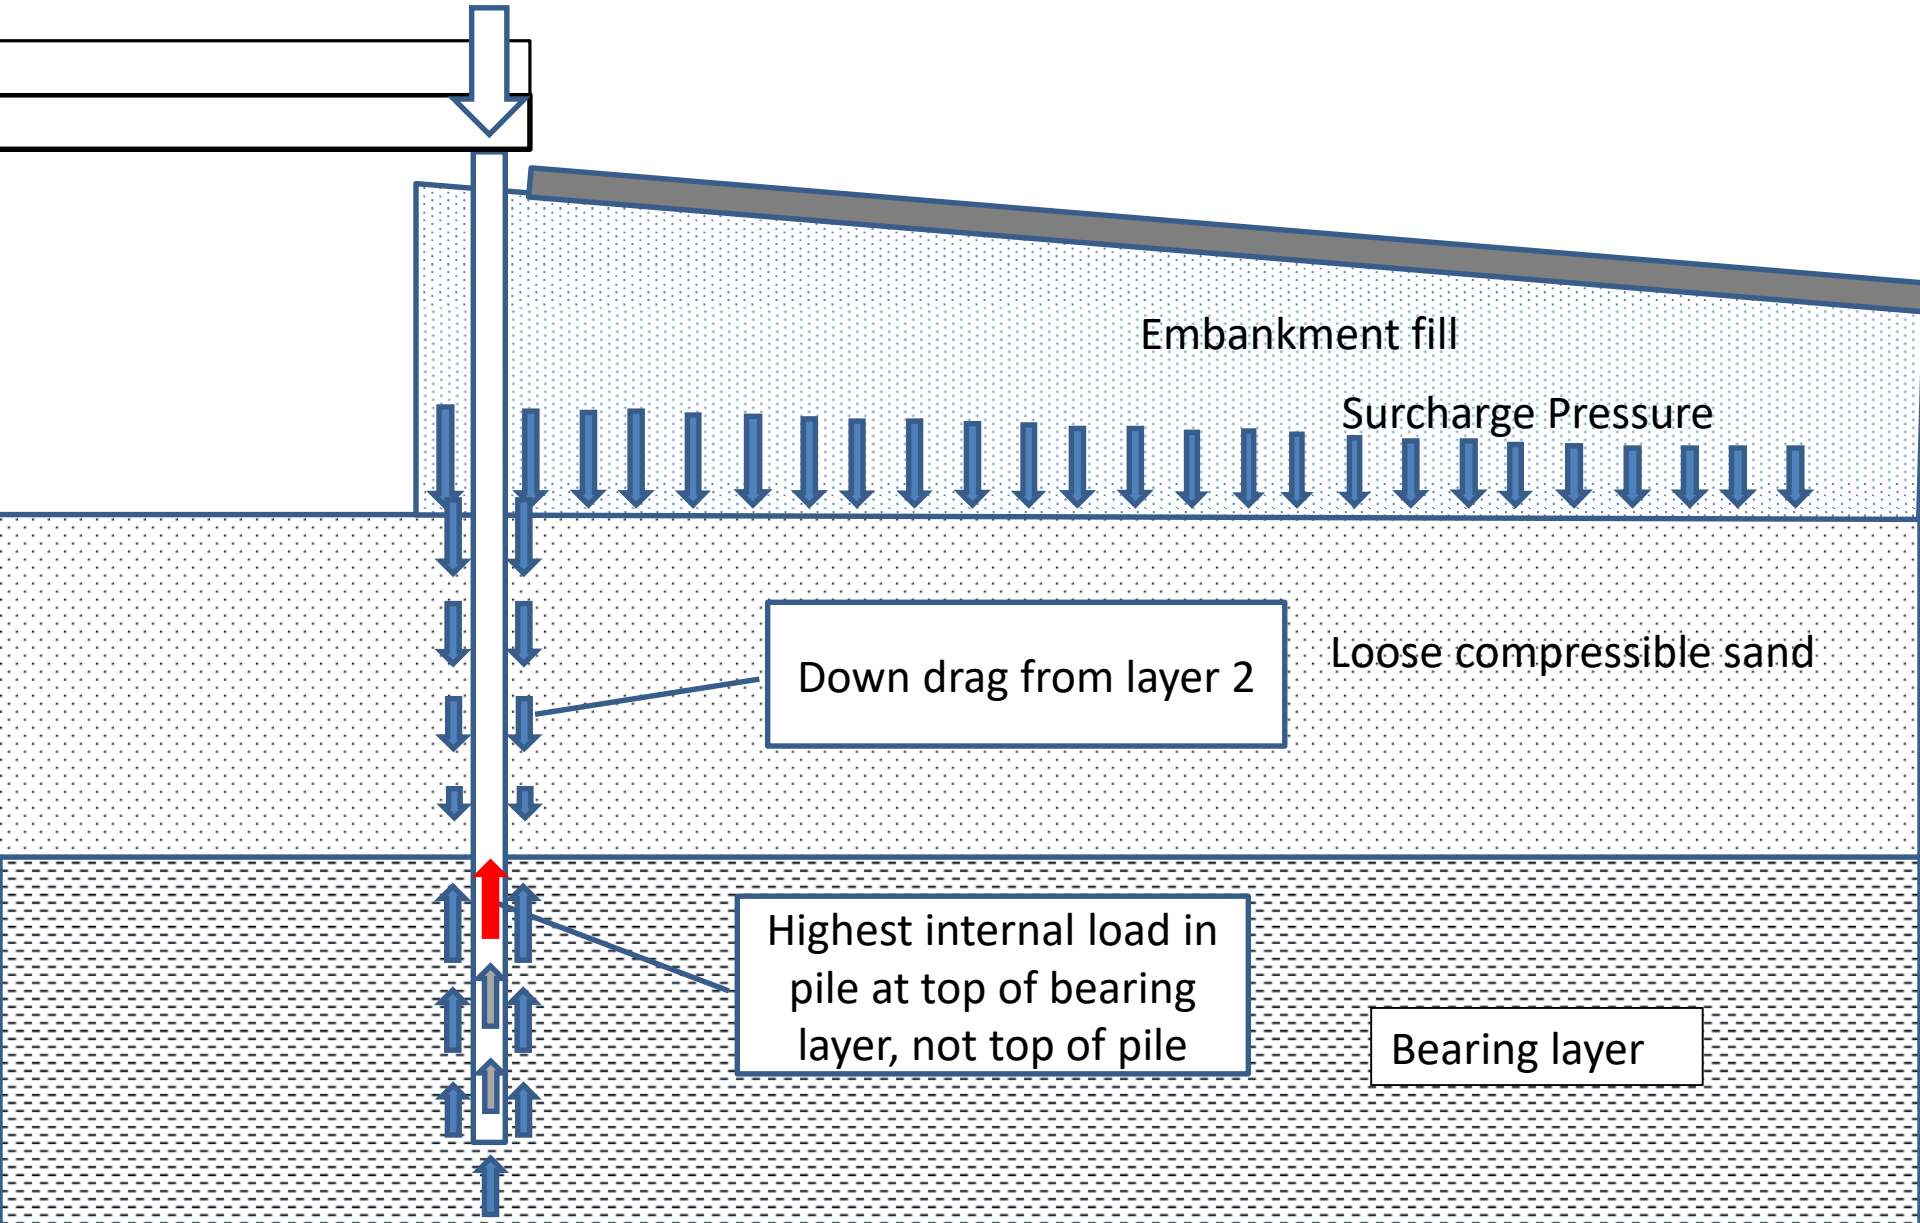 Embankment fill
Surcharge Pressure
Down drag from layer 2
Loose compressible sand
Highest internal load in
pile at top of bearing
layer, not top of pile
Bearing layer